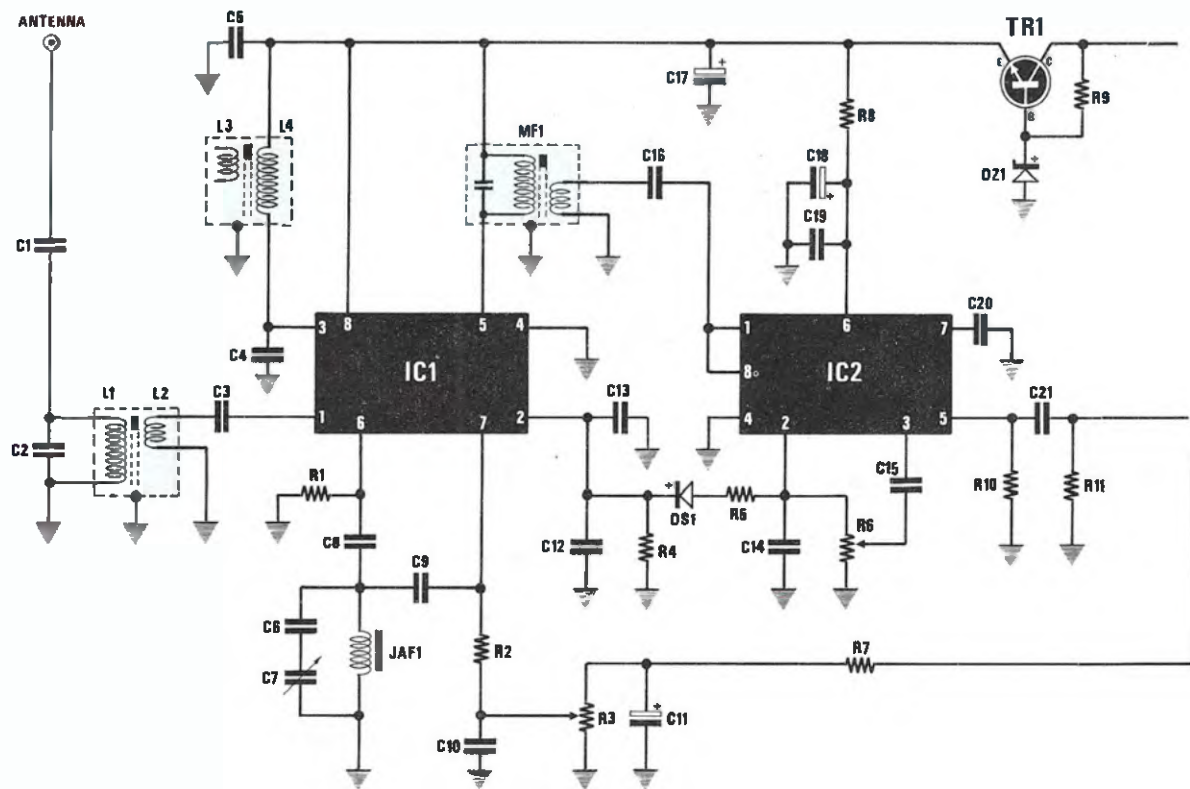 ANTENNA
C5
TR1
E
C
B
C17
R9
R8
L3
L4
MF1
C16
C18
DZ1
C19
C1
C20
3
8
5
4
1
6
7
C4
IC1
8
IC2
L1
L2
C3
C13
C21
1
6
7
2
4
2
3
5
C2
R1
C15
DS1
R5
R6
R10
R11
C8
C12
R4
C14
C9
C6
R2
JAF1
R7
C7
R3
C11
C10